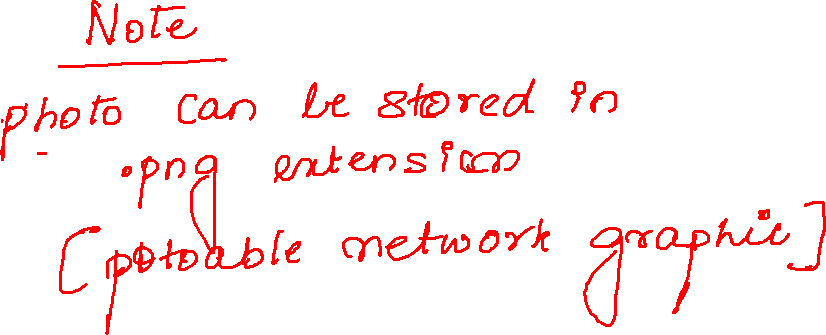 Note
photo can be stored in
.png extension
[potoable network graphic]